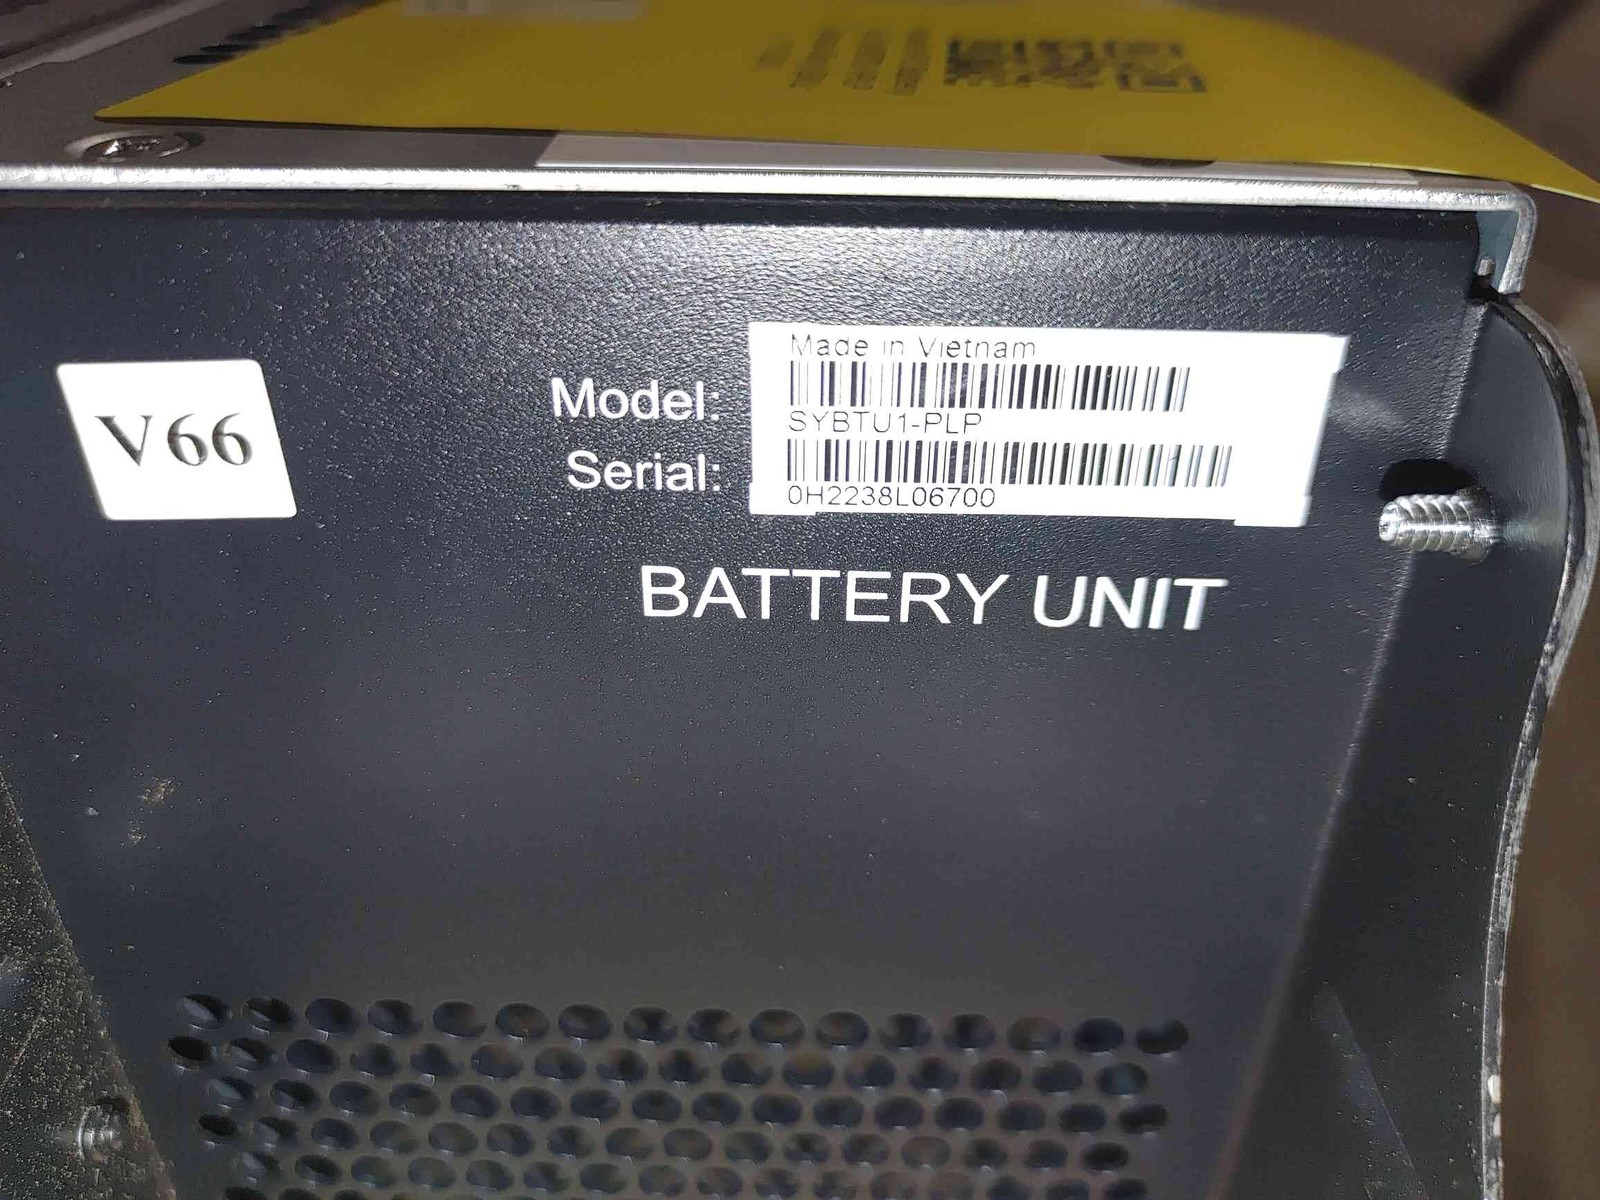 V66
Made in Vietnam
Model:
SYBTU1-PLP
Serial:
0H2238L06700
BATTERY UNIT